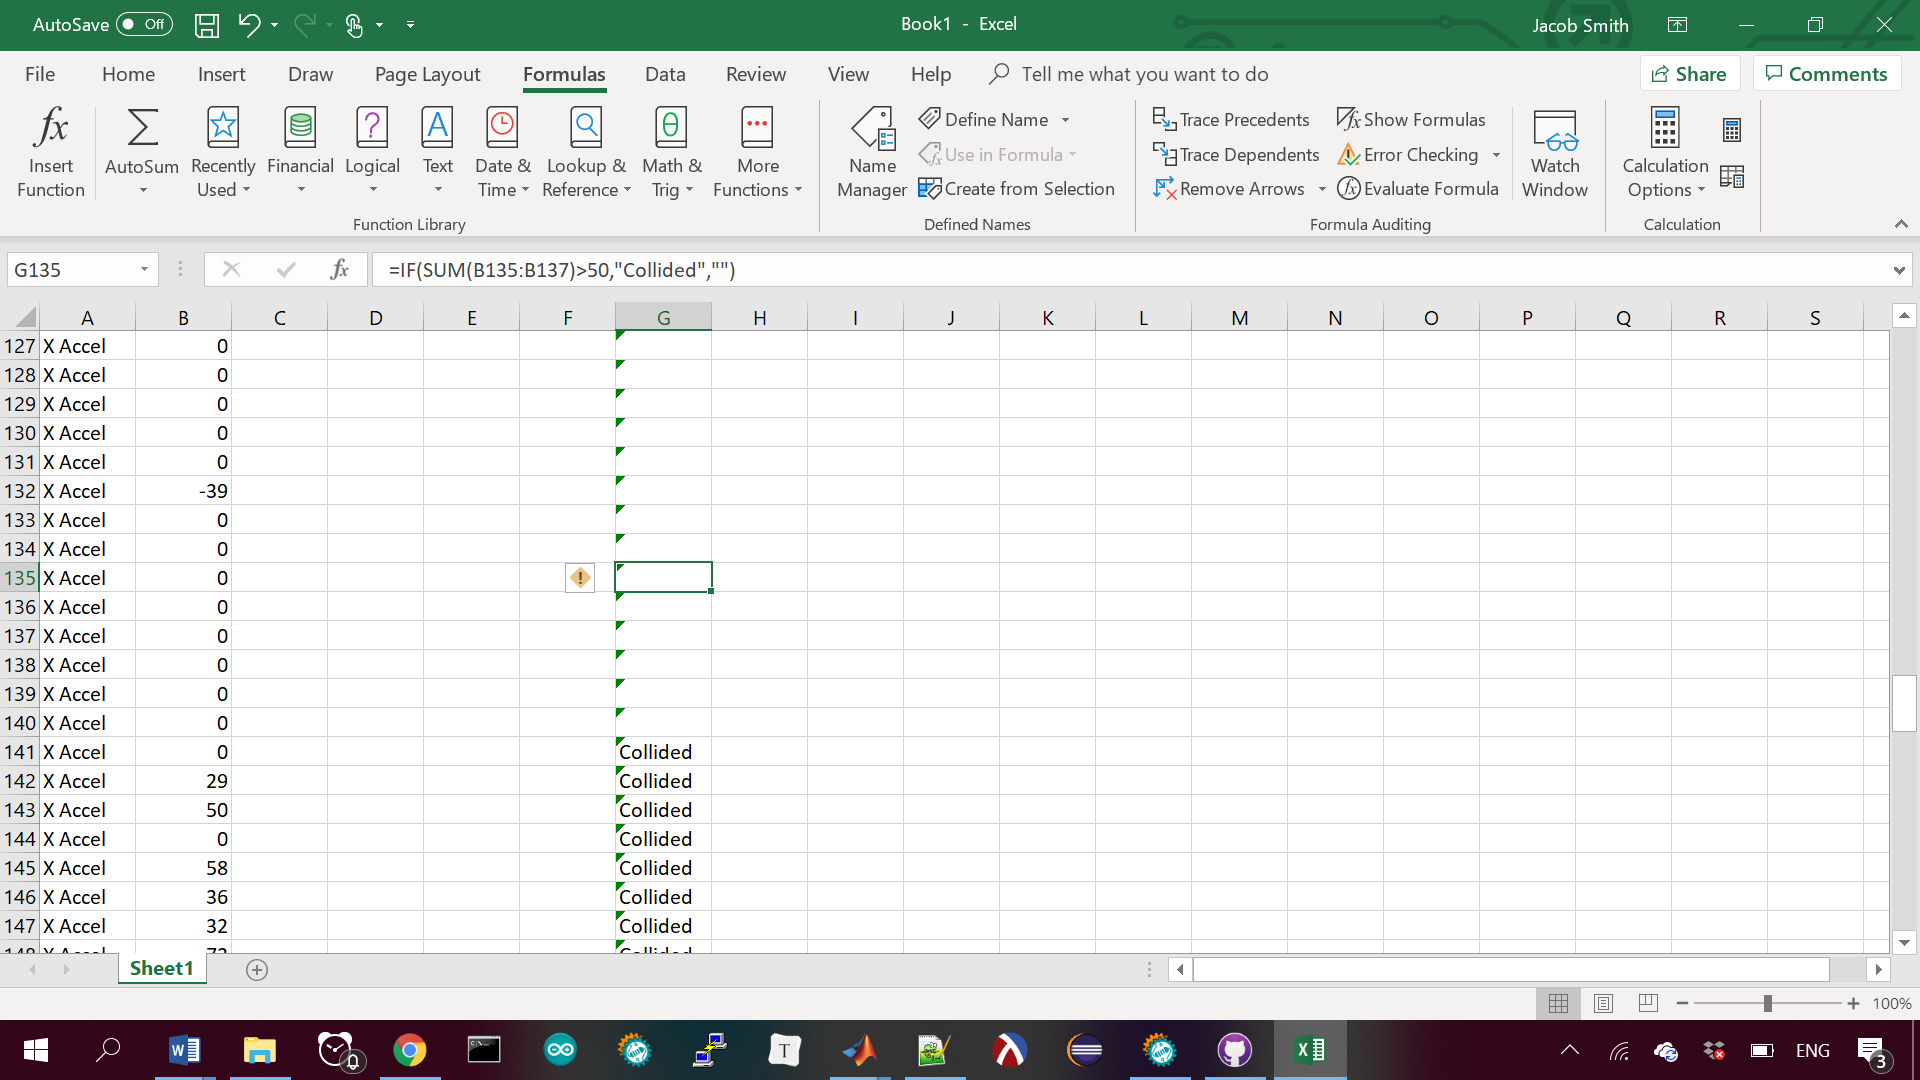 AutoSave Off Book1 - Excel Jacob Smith
File Home Insert Draw Page Layout Formulas Data Review View Help Tell me what you want to do Share Comments
fx Insert Function
AutoSum
Recently Used
Financial
Logical
Text
Date & Time
Lookup & Reference
Math & Trig
More Functions
Function Library
Name Manager
Define Name
Use in Formula
Create from Selection
Defined Names
Trace Precedents
Trace Dependents
Remove Arrows
Show Formulas
Error Checking
Evaluate Formula
Formula Auditing
Watch Window
Calculation Options
Calculation
G135 fx =IF(SUM(B135:B137)>50,"Collided","")
A B C D E F G H I J K L M N O P Q R S
127 X Accel 0
128 X Accel 0
129 X Accel 0
130 X Accel 0
131 X Accel 0
132 X Accel -39
133 X Accel 0
134 X Accel 0
135 X Accel 0
136 X Accel 0
137 X Accel 0
138 X Accel 0
139 X Accel 0
140 X Accel 0
141 X Accel 0 Collided
142 X Accel 29 Collided
143 X Accel 50 Collided
144 X Accel 0 Collided
145 X Accel 58 Collided
146 X Accel 36 Collided
147 X Accel 32 Collided
148 X Accel Collided
Sheet1
100%
ENG 3